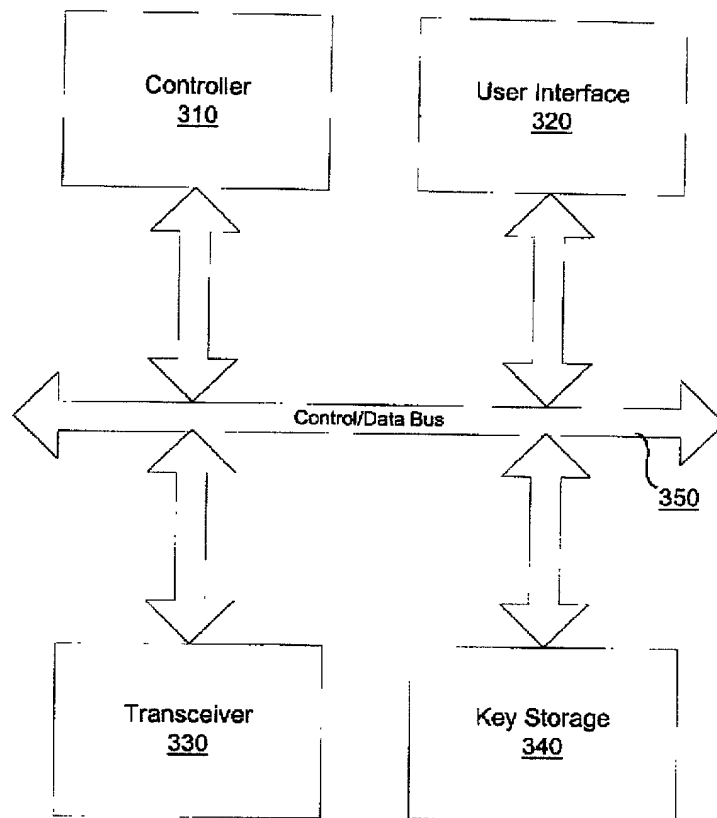 Controller
310
User Interface
320
Control/Data Bus
350
Transceiver
330
Key Storage
340